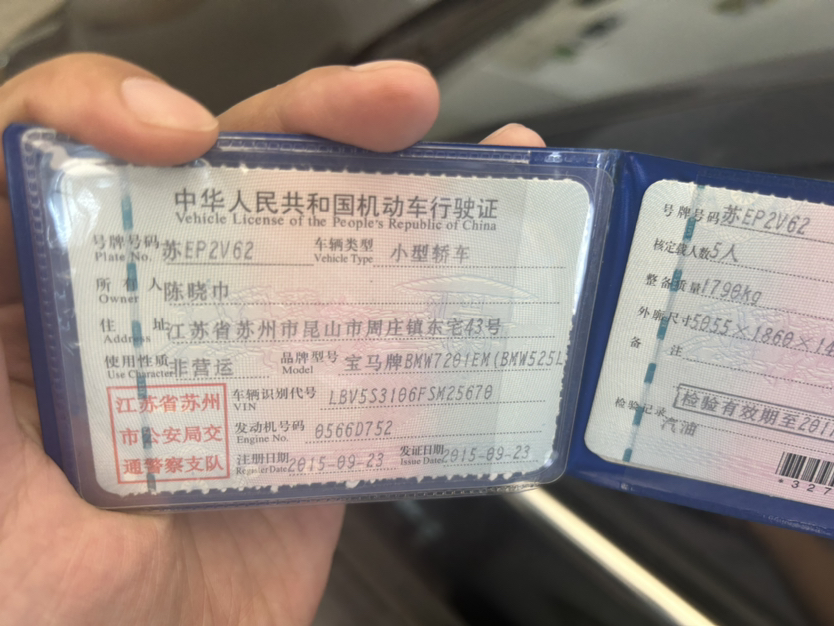 中华人民共和国机动车行驶证
Vehicle License of the People's Republic of China
号牌号码 苏EP2V62 车辆类型 小型轿车
Plate No. Vehicle Type
所有人 陈晓巾
Owner
住址 江苏省苏州市昆山市周庄镇东宅43号
Address
使用性质 非营运 品牌型号 宝马牌BMW7201EM(BMW525L
Use Character Model
江苏省苏州
市公安局交
通警察支队
车辆识别代号 LBV5S3106FSM25670
VIN
发动机号码 0566D752
Engine No.
注册日期 2015-09-23 发证日期 2015-09-23
Register Date Issue Date
号牌号码 苏EP2V62
核定载人数 5人
整备质量 1790kg
外廓尺寸 5055×1860×14
备注
检验有效期至201
检验记录
汽油
*327